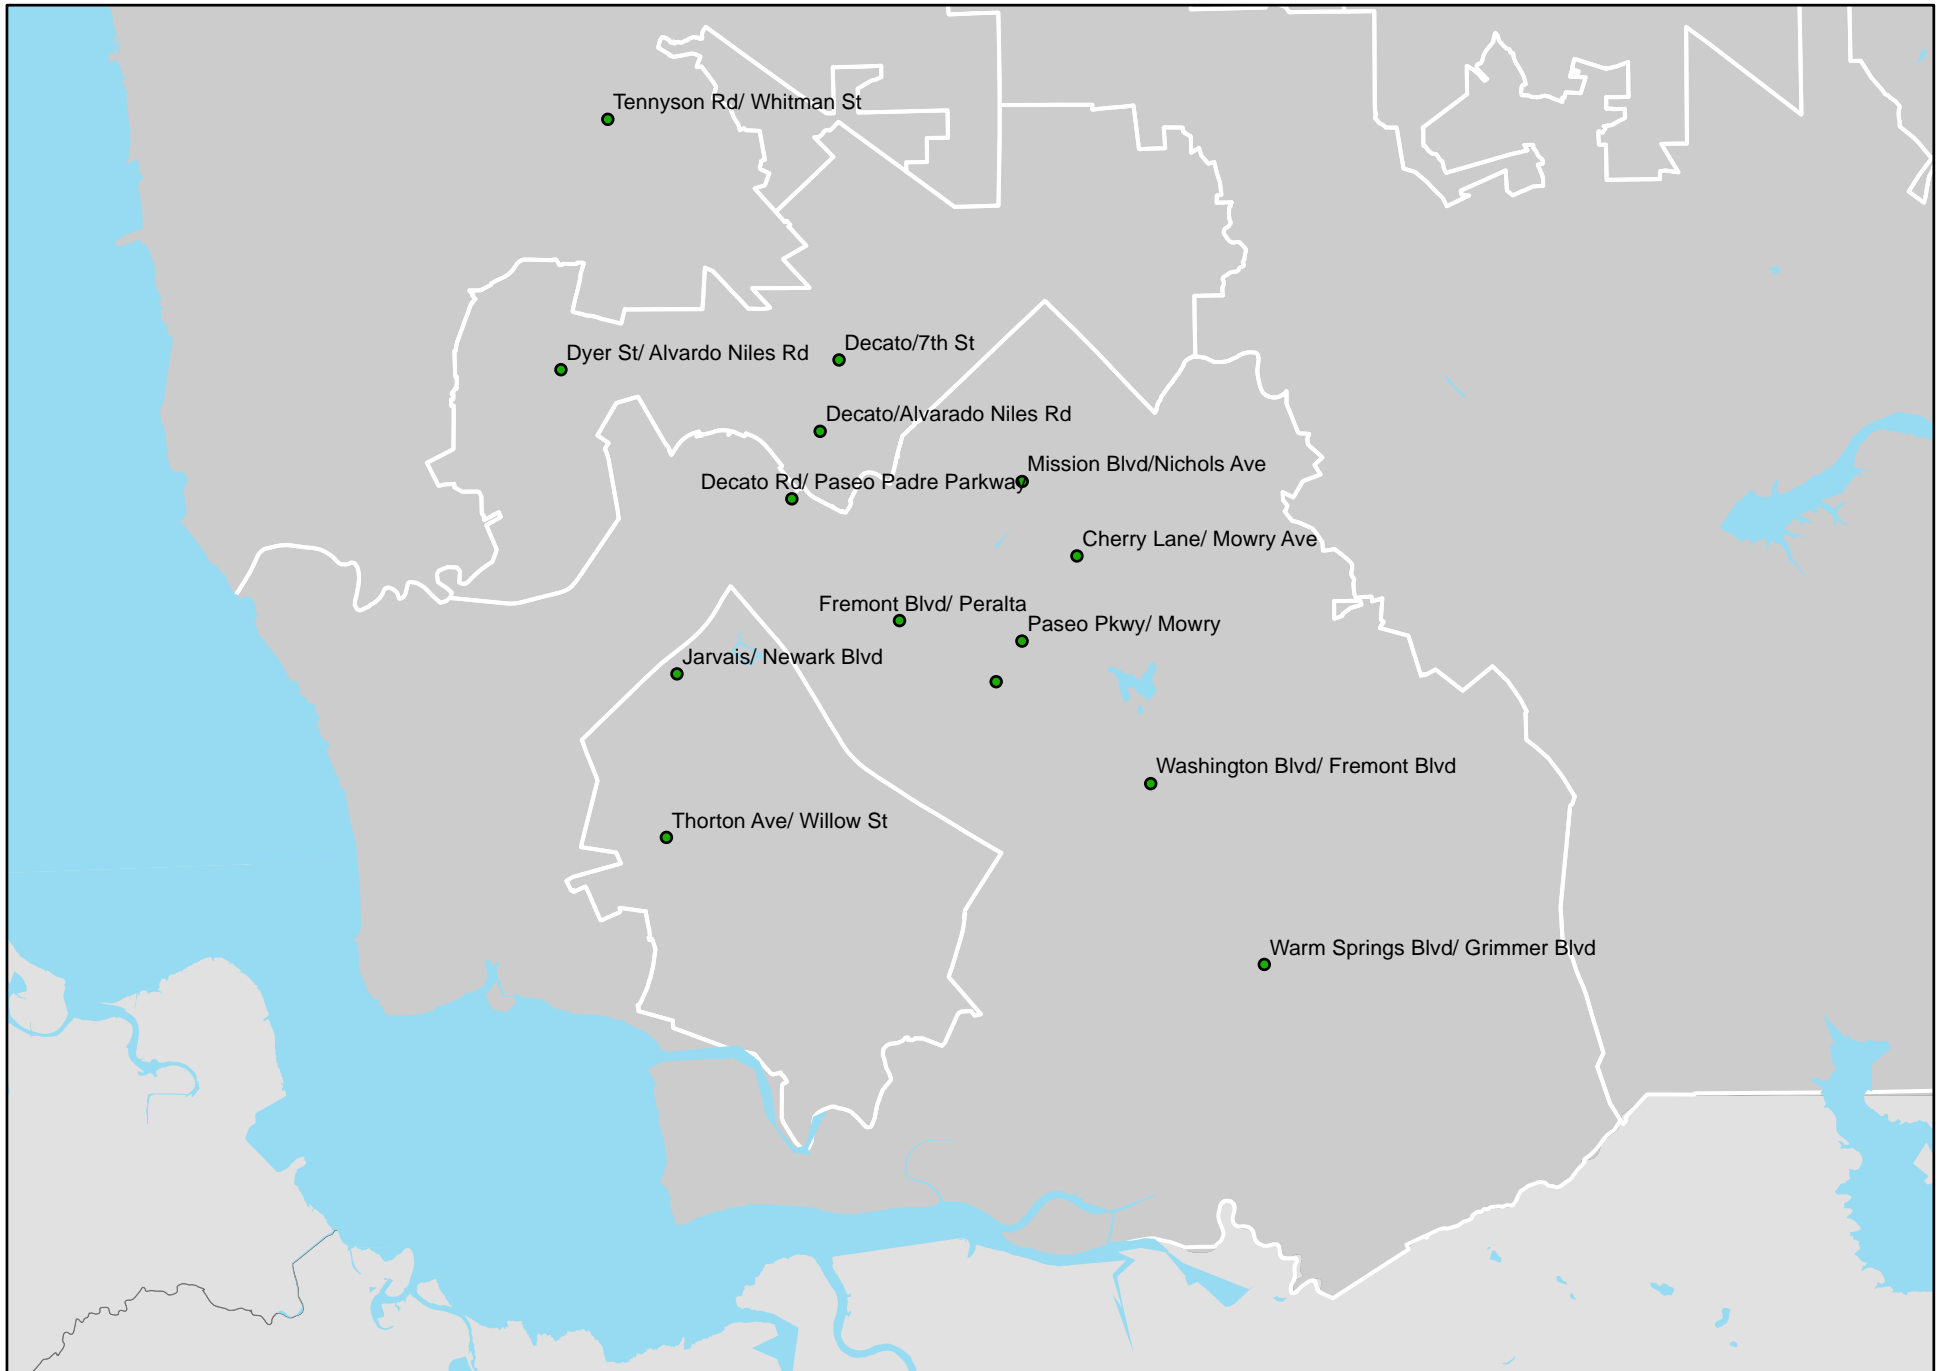 Tennyson Rd/ Whitman St
Decato/7th St
Dyer St/ Alvardo Niles Rd
Decato/Alvarado Niles Rd
Mission Blvd/Nichols Ave
Decato Rd/ Paseo Padre Parkway
Cherry Lane/ Mowry Ave
Fremont Blvd/ Peralta
Paseo Pkwy/ Mowry
Jarvais/ Newark Blvd
Washington Blvd/ Fremont Blvd
Thorton Ave/ Willow St
Warm Springs Blvd/ Grimmer Blvd